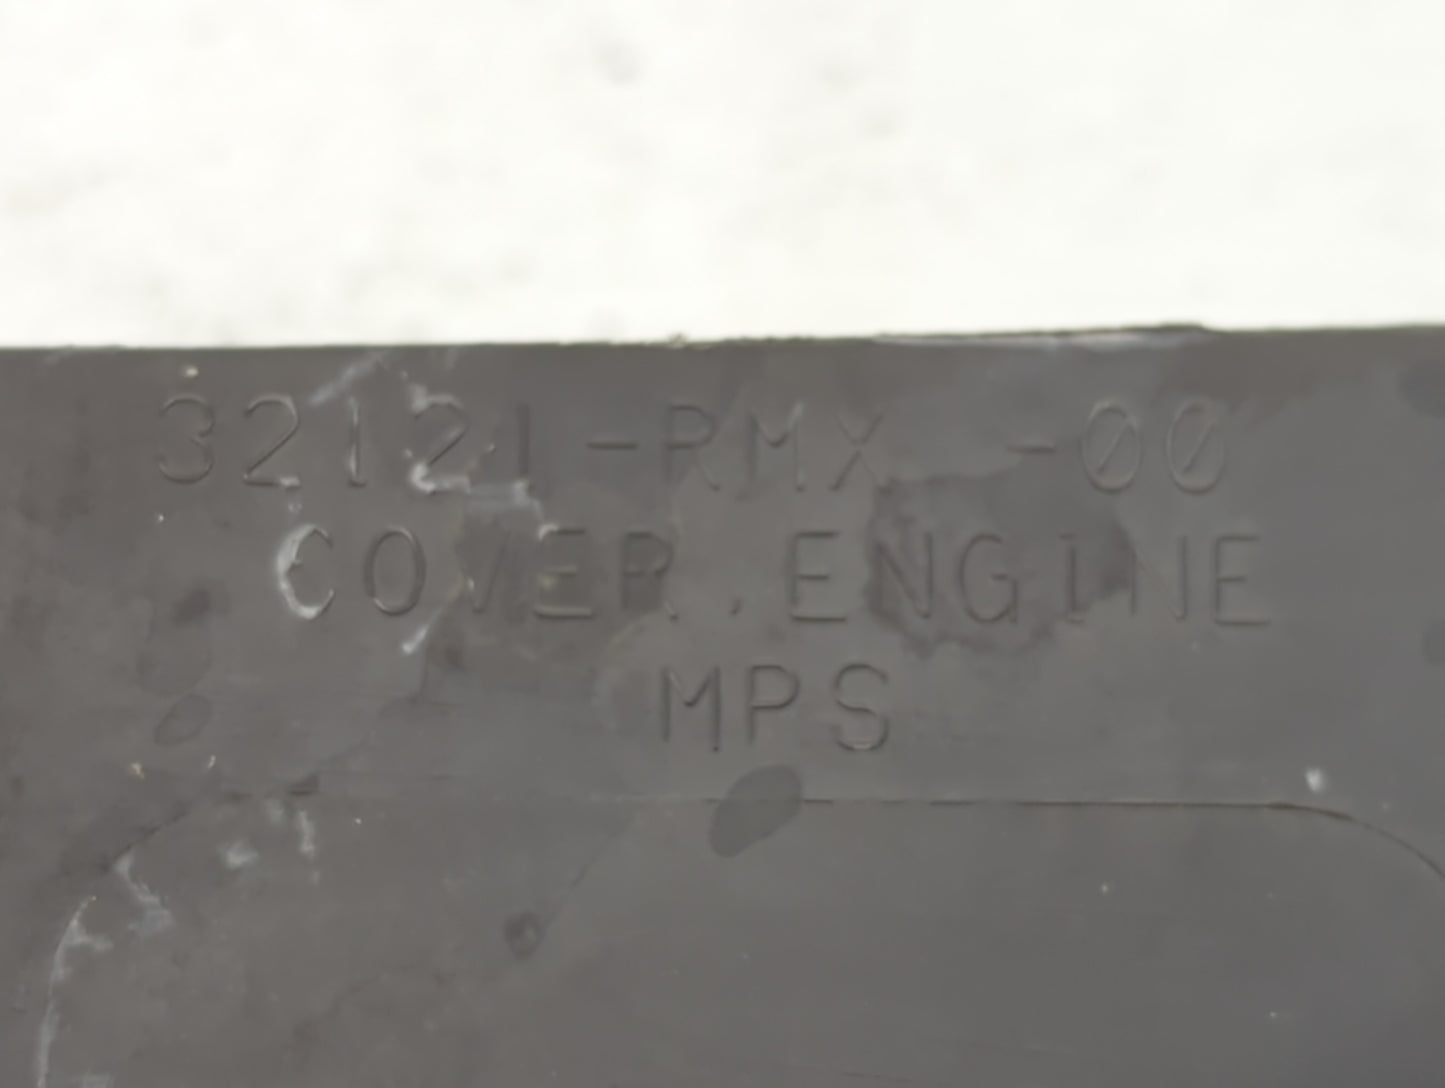 32121-RMX -00
COVER,ENGINE
MPS